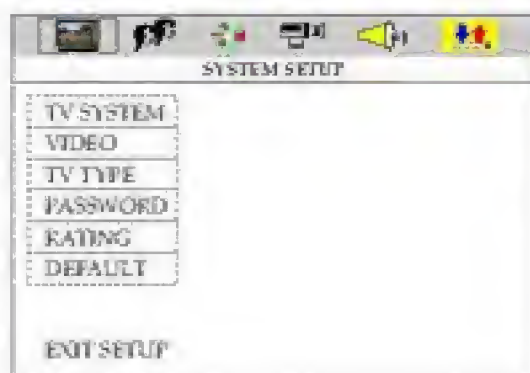 SYSTEM SETUP
TV SYSTEM
VIDEO
TV TYPE
PASSWORD
RATING
DEFAULT
EXIT SETUP